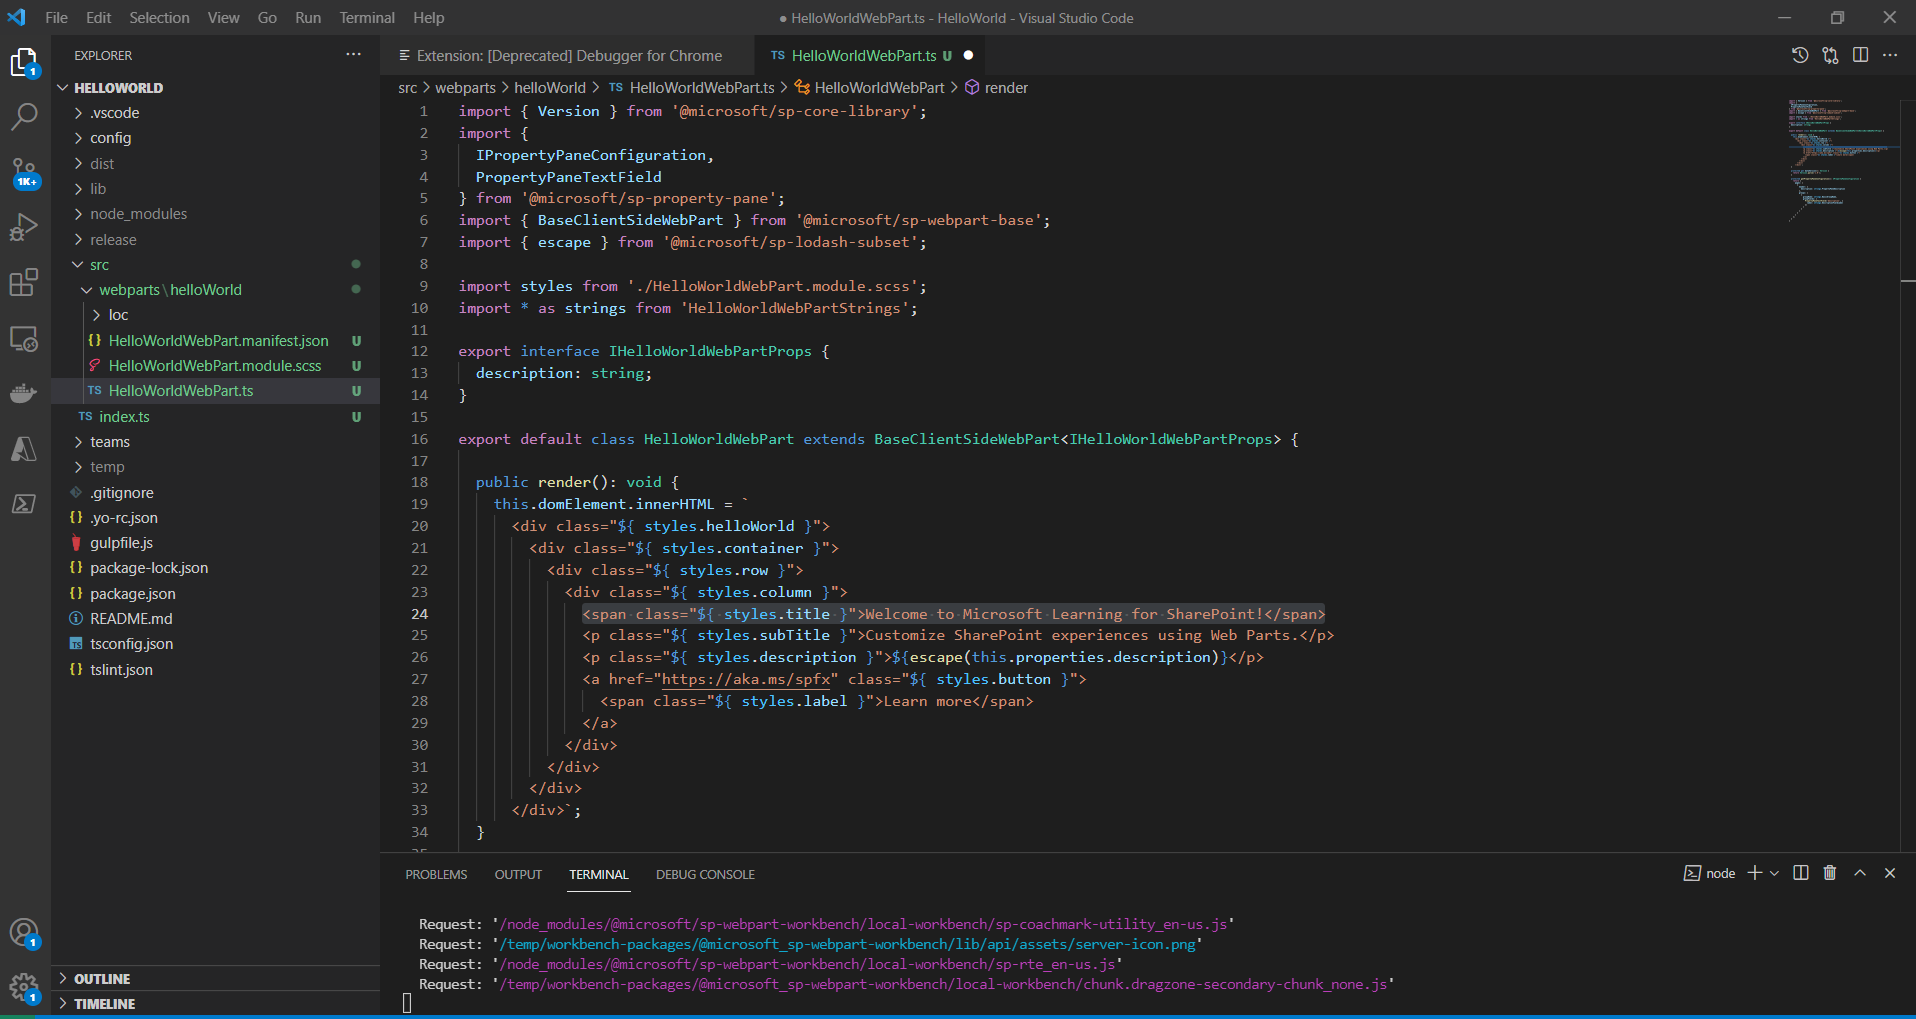 File Edit Selection View Go Run Terminal Help
● HelloWorldWebPart.ts - HelloWorld - Visual Studio Code
1
1K+
1
1
EXPLORER ···
HELLOWORLD
.vscode
config
dist
lib
node_modules
release
src
webparts\helloWorld
loc
{} HelloWorldWebPart.manifest.json U
HelloWorldWebPart.module.scss U
TS HelloWorldWebPart.ts U
TS index.ts U
teams
temp
.gitignore
{} .yo-rc.json
gulpfile.js
{} package-lock.json
{} package.json
README.md
TS tsconfig.json
{} tslint.json
OUTLINE
TIMELINE
Extension: [Deprecated] Debugger for Chrome
TS HelloWorldWebPart.ts U ●
src > webparts > helloWorld > TS HelloWorldWebPart.ts > HelloWorldWebPart > render
1 import { Version } from '@microsoft/sp-core-library';
2 import {
3 IPropertyPaneConfiguration,
4 PropertyPaneTextField
5 } from '@microsoft/sp-property-pane';
6 import { BaseClientSideWebPart } from '@microsoft/sp-webpart-base';
7 import { escape } from '@microsoft/sp-lodash-subset';
8
9 import styles from './HelloWorldWebPart.module.scss';
10 import * as strings from 'HelloWorldWebPartStrings';
11
12 export interface IHelloWorldWebPartProps {
13 description: string;
14 }
15
16 export default class HelloWorldWebPart extends BaseClientSideWebPart<IHelloWorldWebPartProps> {
17
18 public render(): void {
19 this.domElement.innerHTML = `
20 <div class="${ styles.helloWorld }">
21 <div class="${ styles.container }">
22 <div class="${ styles.row }">
23 <div class="${ styles.column }">
24 <span class="${ styles.title }">Welcome to Microsoft Learning for SharePoint!</span>
25 <p class="${ styles.subTitle }">Customize SharePoint experiences using Web Parts.</p>
26 <p class="${ styles.description }">${escape(this.properties.description)}</p>
27 <a href="https://aka.ms/spfx" class="${ styles.button }">
28 <span class="${ styles.label }">Learn more</span>
29 </a>
30 </div>
31 </div>
32 </div>
33 </div>`;
34 }
PROBLEMS OUTPUT TERMINAL DEBUG CONSOLE
node
Request: '/node_modules/@microsoft/sp-webpart-workbench/local-workbench/sp-coachmark-utility_en-us.js'
Request: '/temp/workbench-packages/@microsoft_sp-webpart-workbench/lib/api/assets/server-icon.png'
Request: '/node_modules/@microsoft/sp-webpart-workbench/local-workbench/sp-rte_en-us.js'
Request: '/temp/workbench-packages/@microsoft_sp-webpart-workbench/local-workbench/chunk.dragzone-secondary-chunk_none.js'